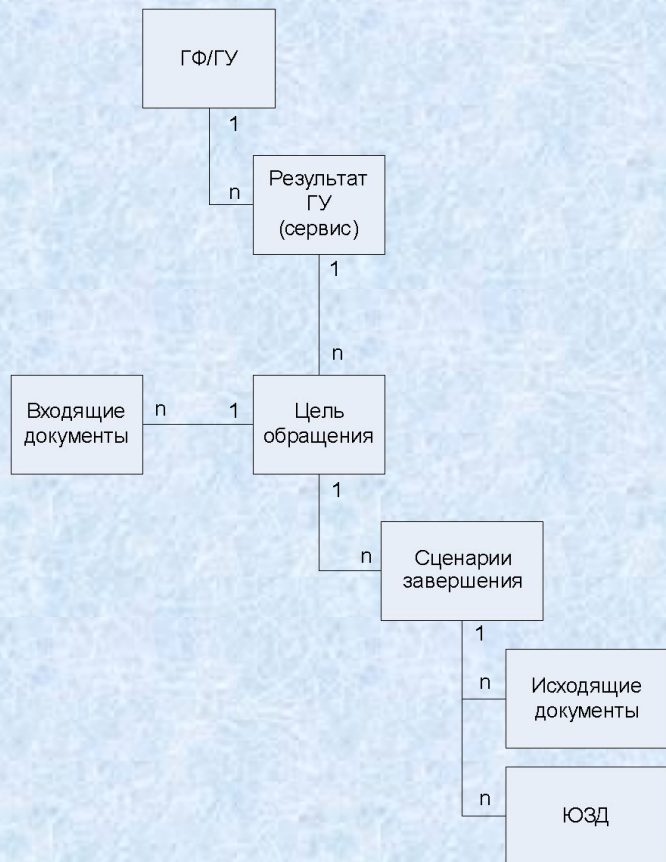 ГФ/ГУ
1
n
Результат
ГУ
(сервис)
1
n
Входящие
документы
n
1
Цель
обращения
1
n
Сценарии
завершения
1
n
Исходящие
документы
n
ЮЗД